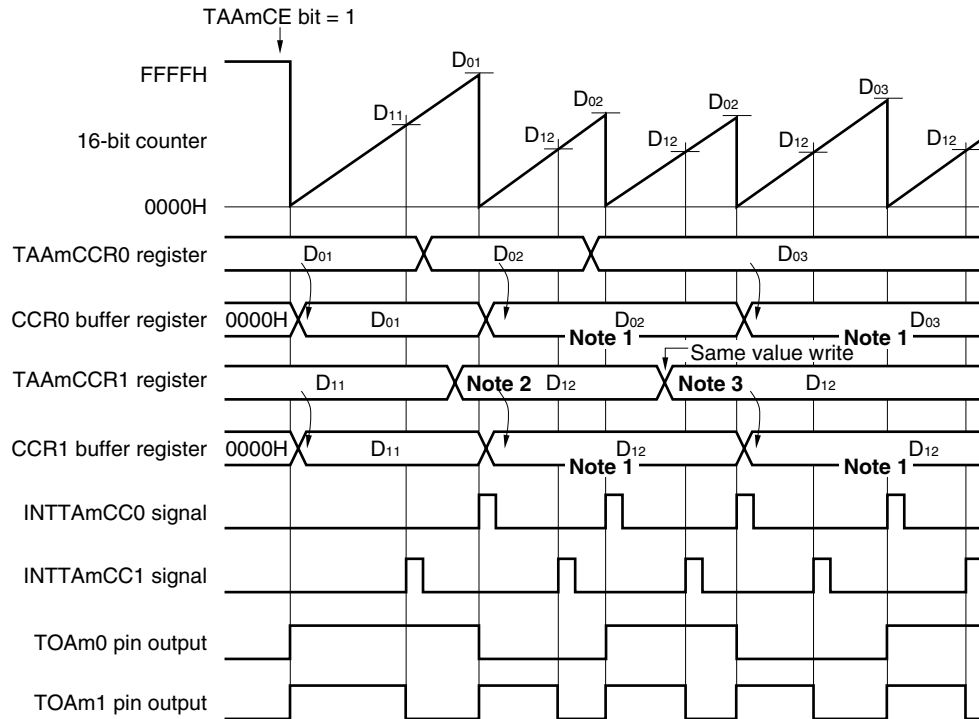 TAAmCE bit = 1
FFFFH
16-bit counter
0000H
D01
D11
D02
D12
D02
D12
D03
D12
D12
TAAmCCR0 register
D01
D02
D03
CCR0 buffer register
0000H
D01
D02
D03
Note 1
Note 1
Same value write
TAAmCCR1 register
D11
Note 2
D12
Note 3
D12
CCR1 buffer register
0000H
D11
D12
D12
Note 1
Note 1
INTTAmCC0 signal
INTTAmCC1 signal
TOAm0 pin output
TOAm1 pin output